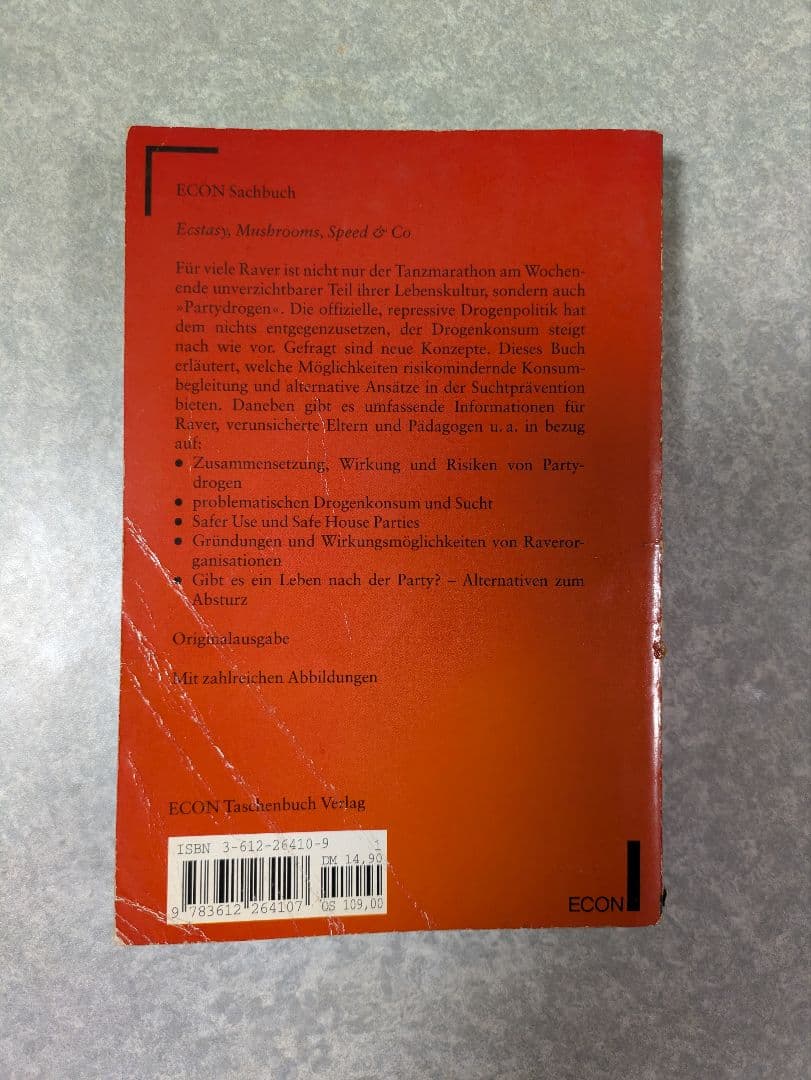 ECON Sachbuch
Ecstasy, Mushrooms, Speed & Co
Für viele Raver ist nicht nur der Tanzmarathon am Wochen-
ende unverzichtbarer Teil ihrer Lebenskultur, sondern auch
»Partydrogen«. Die offizielle, repressive Drogenpolitik hat
dem nichts entgegenzusetzen, der Drogenkonsum steigt
nach wie vor. Gefragt sind neue Konzepte. Dieses Buch
erläutert, welche Möglichkeiten risikomindernde Konsum-
begleitung und alternative Ansätze in der Suchtprävention
bieten. Daneben gibt es umfassende Informationen für
Raver, verunsicherte Eltern und Pädagogen u. a. in bezug
auf:
• Zusammensetzung, Wirkung und Risiken von Party-
drogen
• problematischen Drogenkonsum und Sucht
• Safer Use und Safe House Parties
• Gründungen und Wirkungsmöglichkeiten von Raveror-
ganisationen
• Gibt es ein Leben nach der Party? – Alternativen zum
Absturz
Originalausgabe
Mit zahlreichen Abbildungen
ECON Taschenbuch Verlag
ISBN 3-612-26410-9
1
DM 14,90
9 783612 264107
ÖS 109,00
ECON